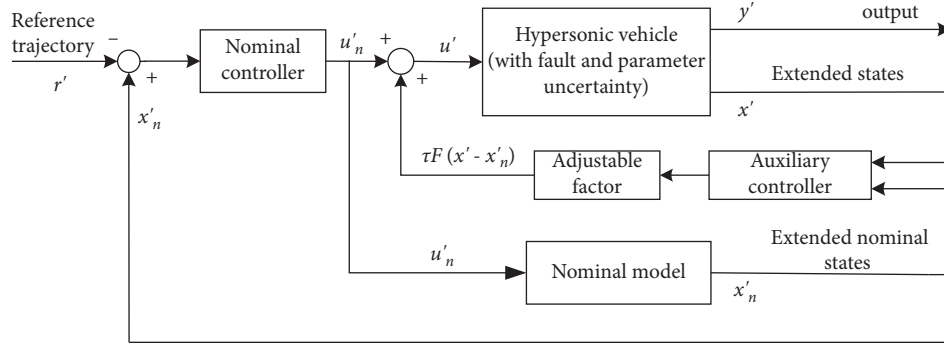 Reference
trajectory
r′
−
+
x′n
Nominal
controller
u′n
+
+
u′
Hypersonic vehicle
(with fault and parameter
uncertainty)
y′
output
Extended states
x′
τF (x′ - x′n)
Adjustable
factor
Auxiliary
controller
u′n
Nominal model
Extended nominal
states
x′n